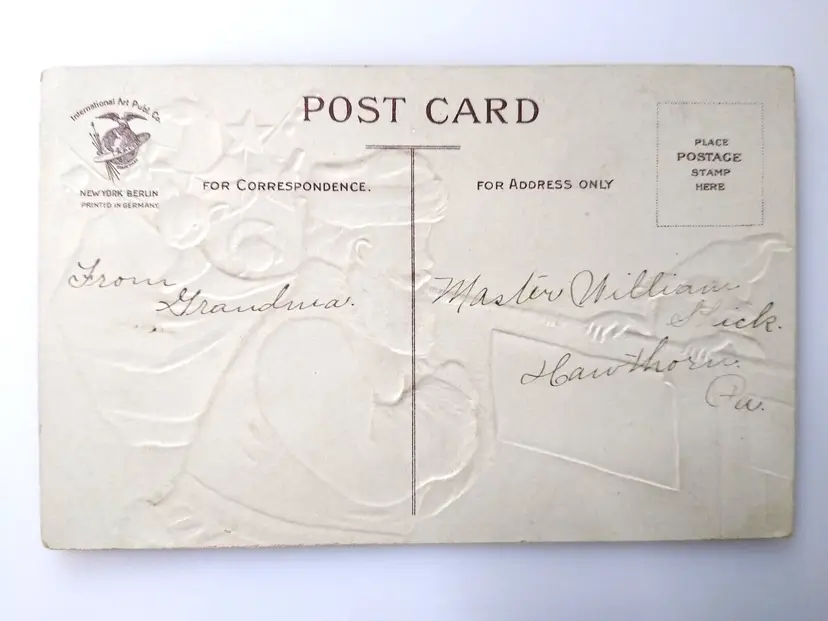 POST CARD
International Art Publ. Co.
NEW YORK BERLIN
PRINTED IN GERMANY
FOR CORRESPONDENCE.
FOR ADDRESS ONLY
PLACE
POSTAGE
STAMP
HERE
From
Grandma.
Master William
Hawthorn.
Pa.